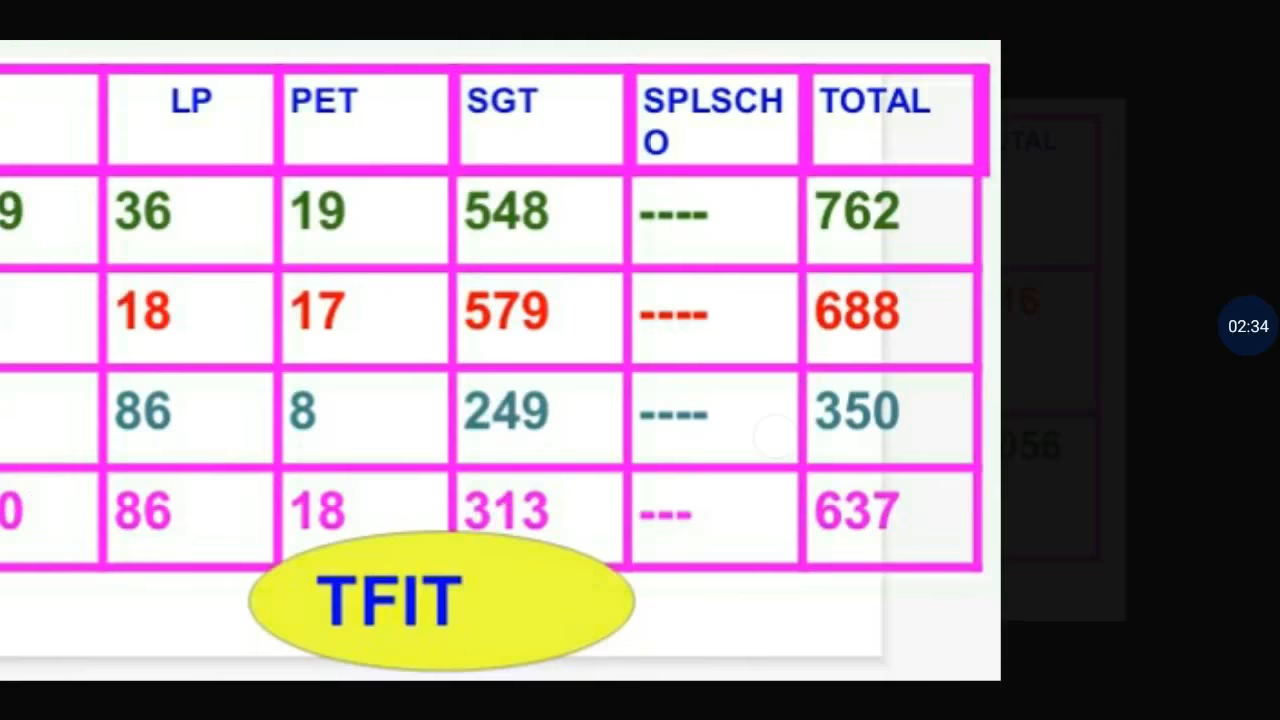 LP PET SGT SPLSCH TOTAL
O
9 36 19 548 ---- 762
18 17 579 ---- 688
86 8 249 ---- 350
0 86 18 313 --- 637
TFIT
02:34